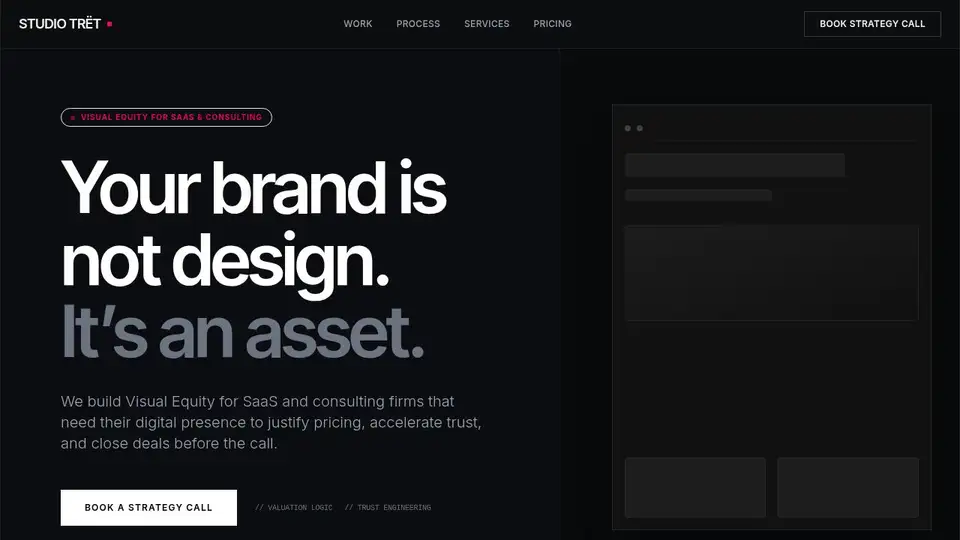 STUDIO TRËT
WORK
PROCESS
SERVICES
PRICING
BOOK STRATEGY CALL
VISUAL EQUITY FOR SAAS & CONSULTING
Your brand is
not design.
It's an asset.
We build Visual Equity for SaaS and consulting firms that
need their digital presence to justify pricing, accelerate trust,
and close deals before the call.
BOOK A STRATEGY CALL
// VALUATION LOGIC
// TRUST ENGINEERING